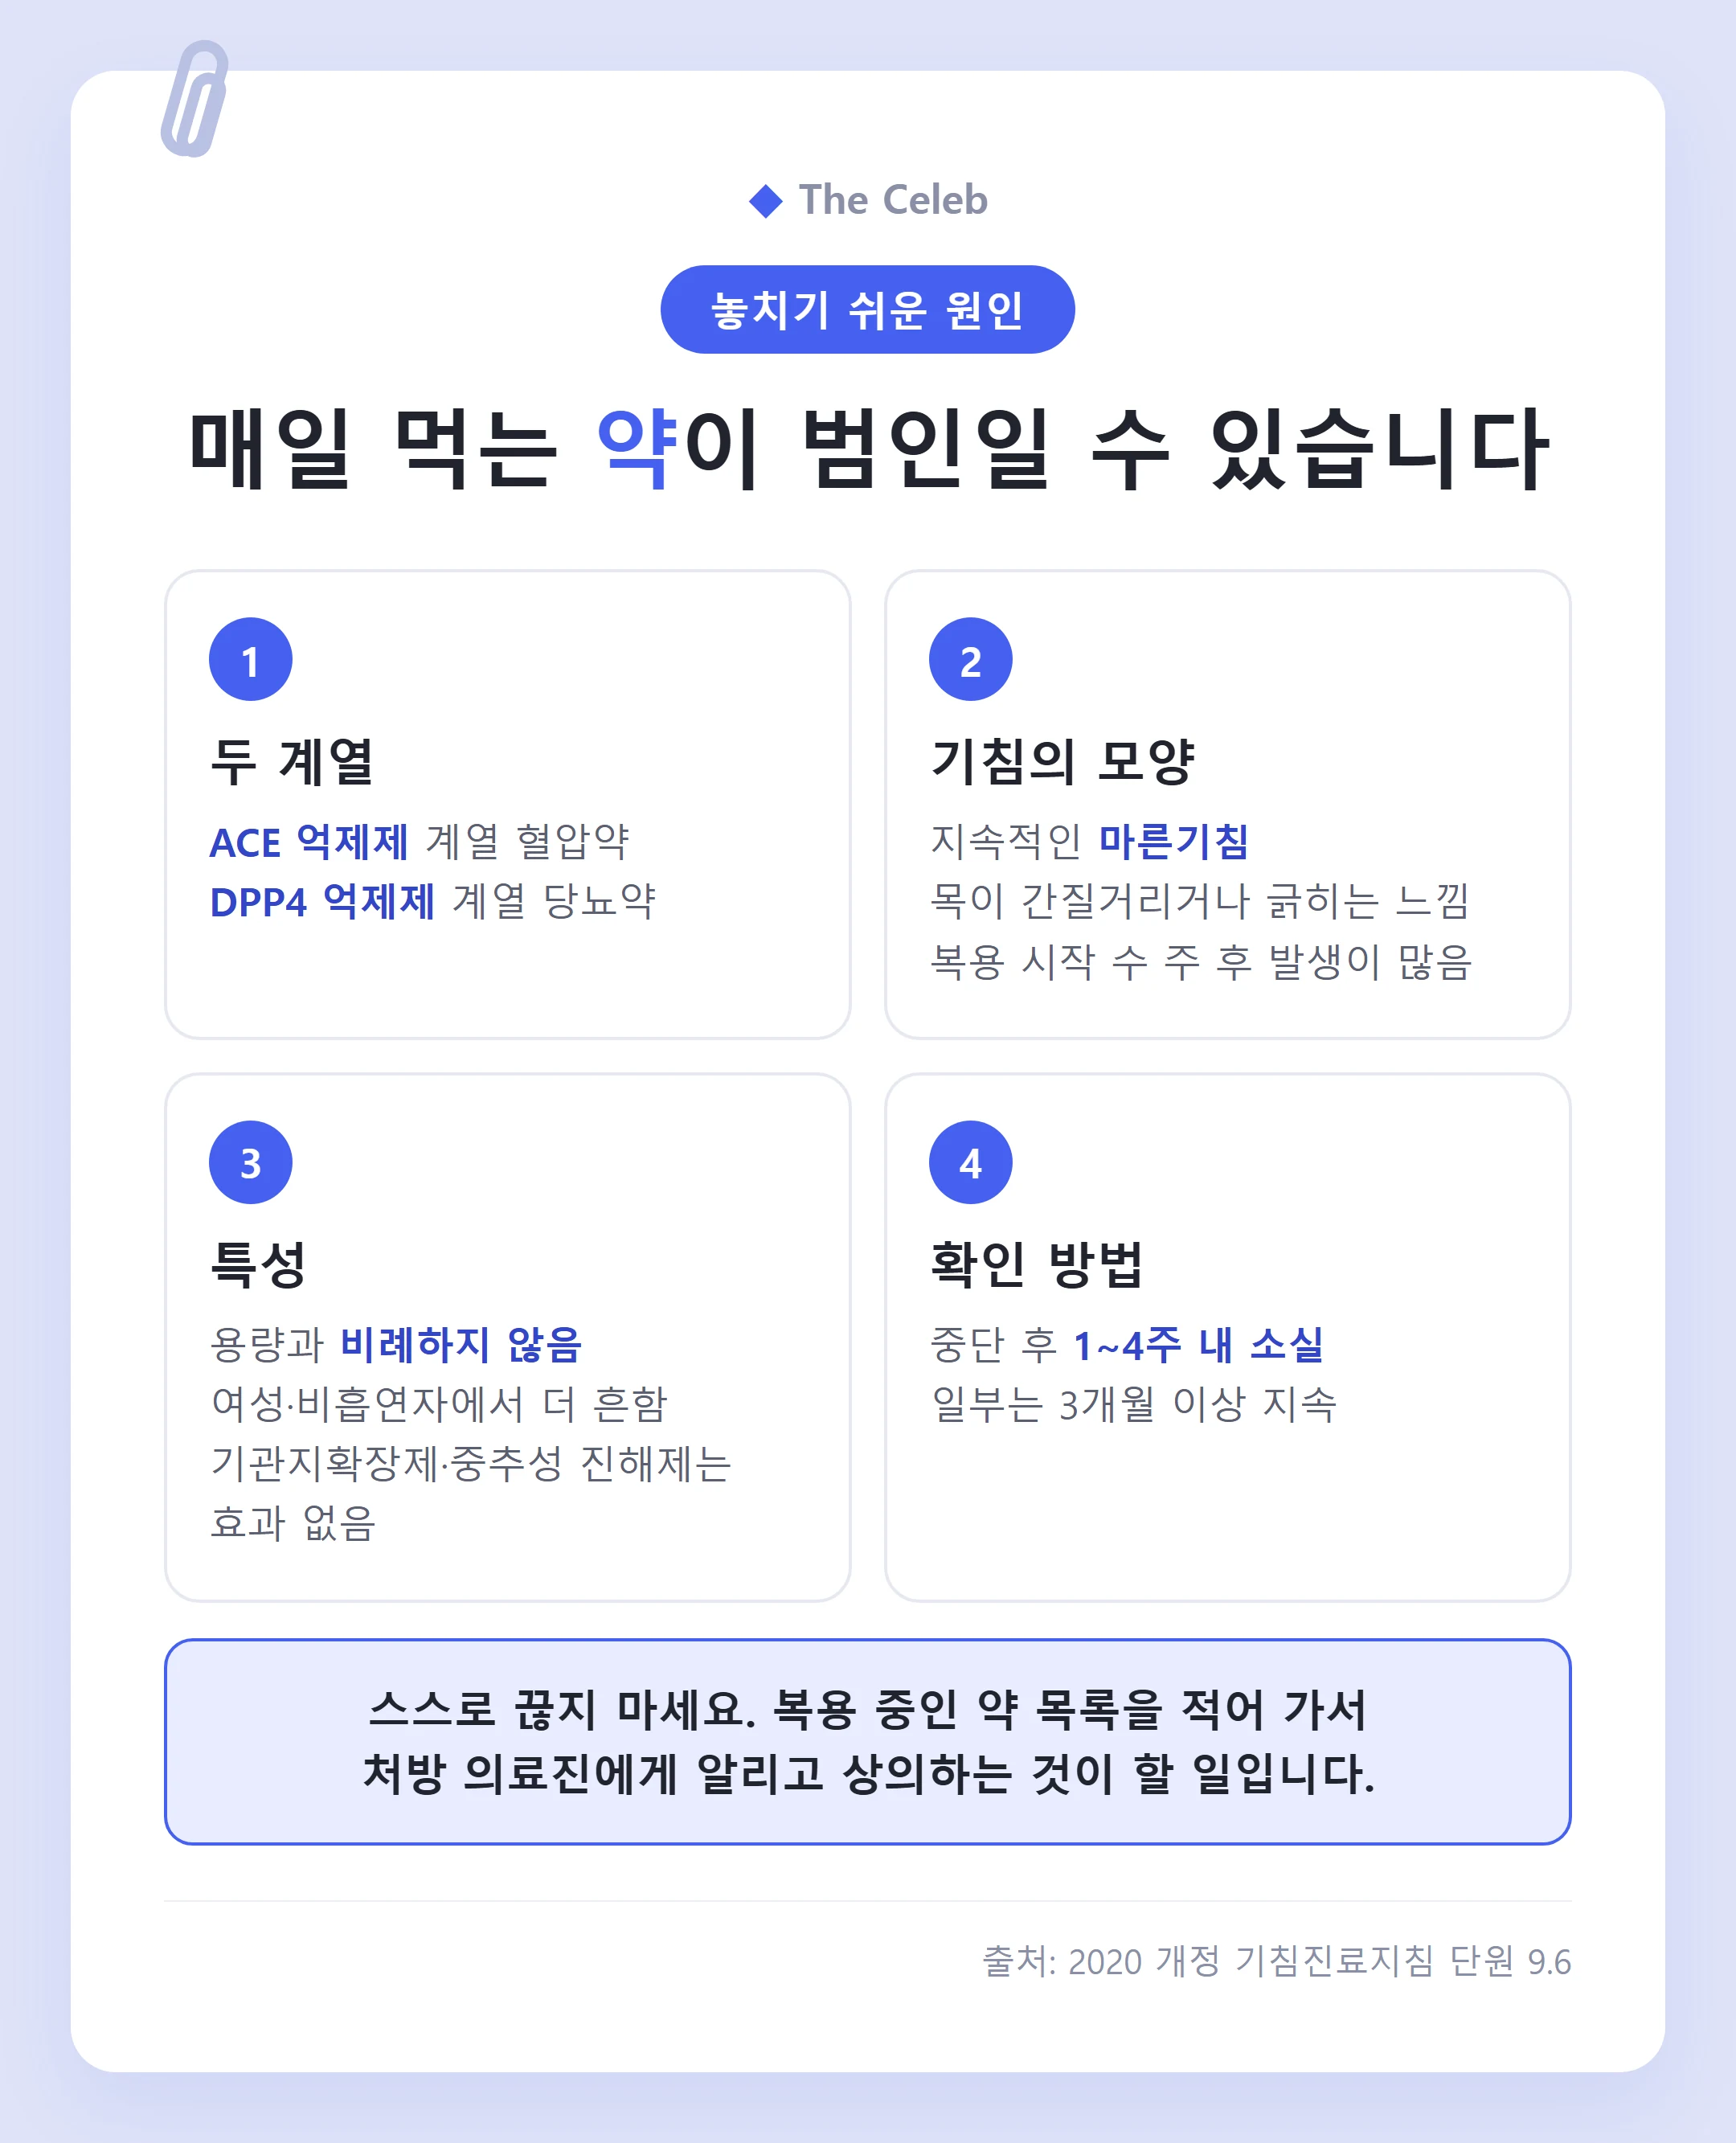 The Celeb
놓치기 쉬운 원인
매일 먹는 약이 범인일 수 있습니다
1
두 계열
ACE 억제제 계열 혈압약
DPP4 억제제 계열 당뇨약
2
기침의 모양
지속적인 마른기침
목이 간질거리거나 긁히는 느낌
복용 시작 수 주 후 발생이 많음
3
특성
용량과 비례하지 않음
여성·비흡연자에서 더 흔함
기관지확장제·중추성 진해제는
효과 없음
4
확인 방법
중단 후 1~4주 내 소실
일부는 3개월 이상 지속
스스로 끊지 마세요. 복용 중인 약 목록을 적어 가서
처방 의료진에게 알리고 상의하는 것이 할 일입니다.
출처: 2020 개정 기침진료지침 단원 9.6